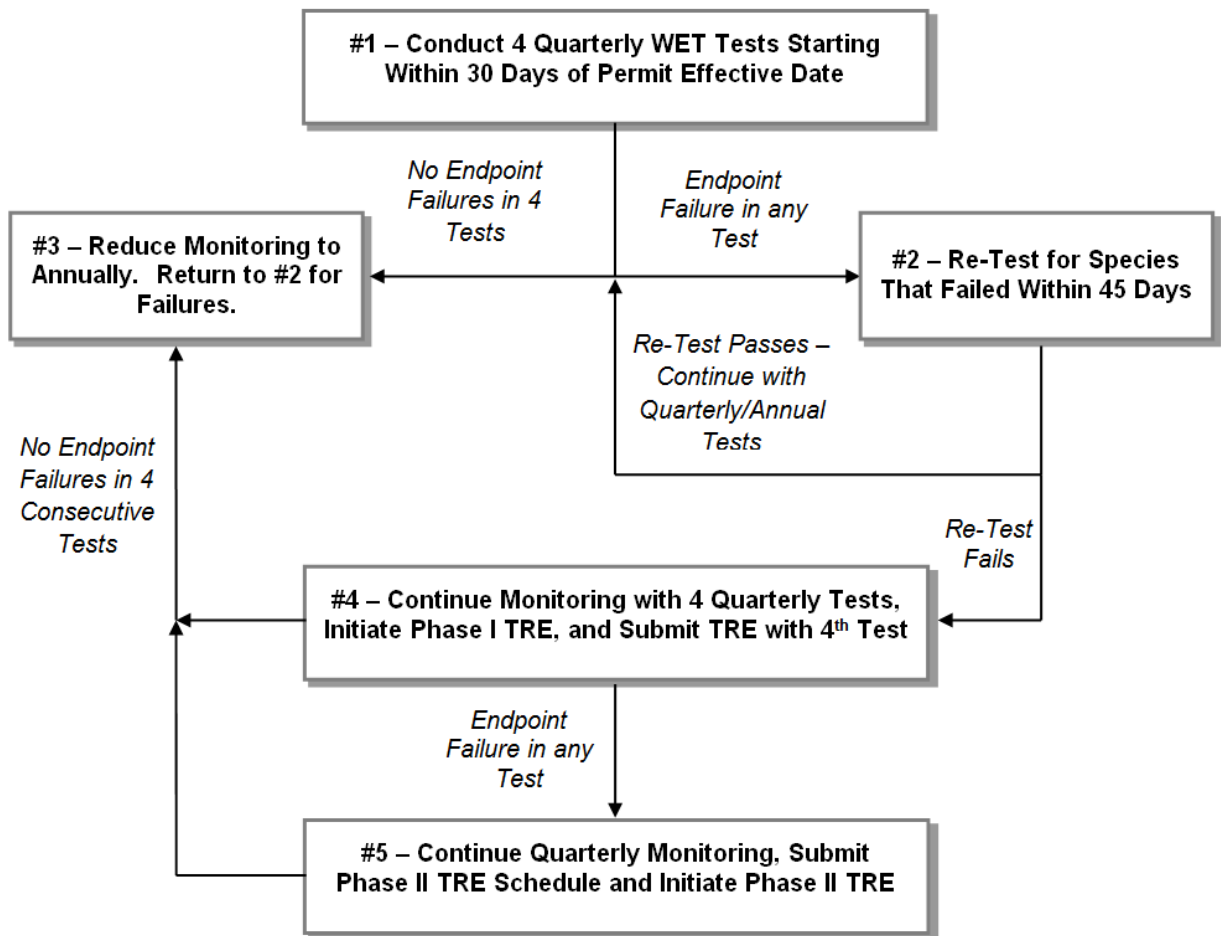 #1 – Conduct 4 Quarterly WET Tests Starting
Within 30 Days of Permit Effective Date
No Endpoint
Failures in 4
Tests
Endpoint
Failure in any
Test
#3 – Reduce Monitoring to
Annually. Return to #2 for
Failures.
#2 – Re-Test for Species
That Failed Within 45 Days
Re-Test Passes –
Continue with
Quarterly/Annual
Tests
No Endpoint
Failures in 4
Consecutive
Tests
Re-Test
Fails
#4 – Continue Monitoring with 4 Quarterly Tests,
Initiate Phase I TRE, and Submit TRE with 4th Test
Endpoint
Failure in any
Test
#5 – Continue Quarterly Monitoring, Submit
Phase II TRE Schedule and Initiate Phase II TRE